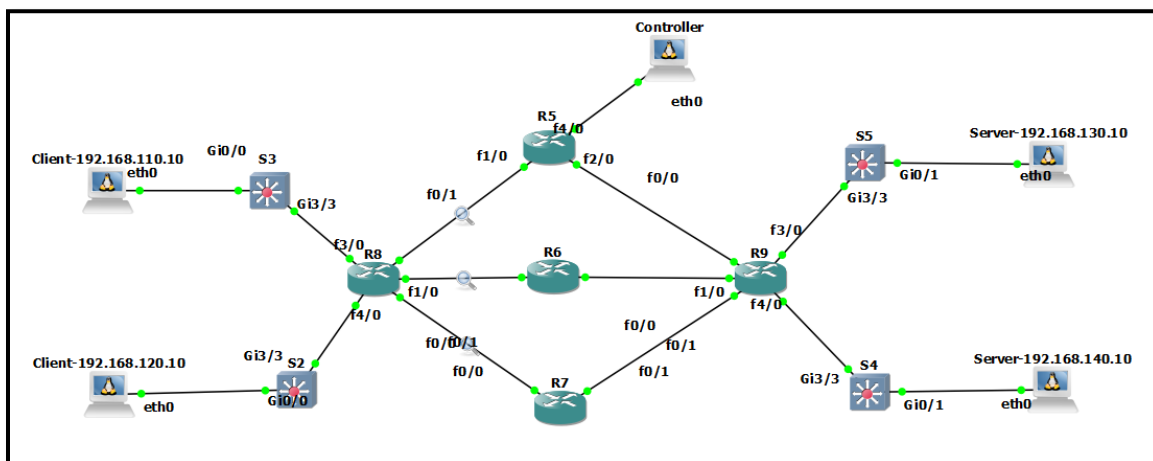 Controller
eth0
R5
f4/0
f1/0
f2/0
f0/1
f0/0
Client-192.168.110.10
eth0
Gi0/0
S3
Gi3/3
f3/0
R8
f1/0
f4/0
R6
S5
Gi0/1
Gi3/3
Server-192.168.130.10
eth0
f3/0
R9
f1/0
f4/0
f0/0
f0/1
f0/0
f0/0
f0/1
f0/1
R7
Client-192.168.120.10
eth0
Gi3/3
S2
Gi0/0
Gi3/3
S4
Gi0/1
Server-192.168.140.10
eth0